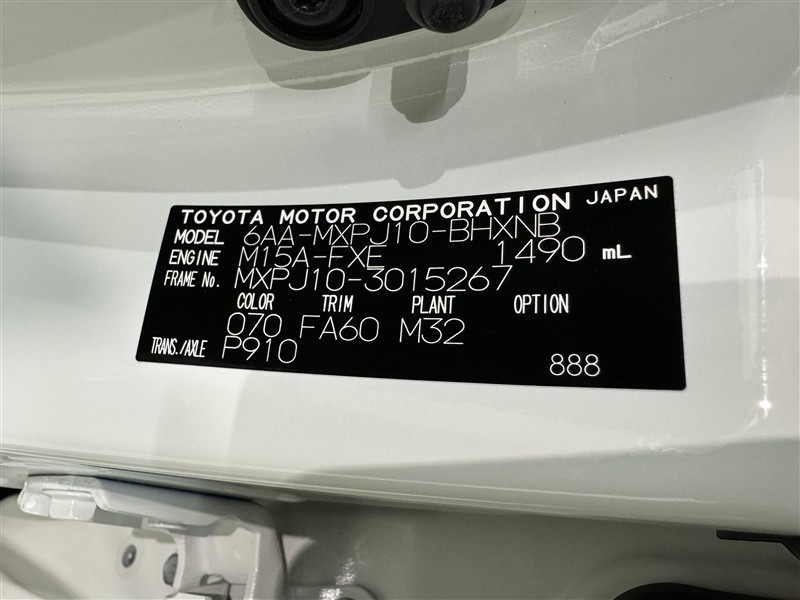 TOYOTA MOTOR CORPORATION JAPAN
MODEL 6AA-MXPJ10-BHXNB
ENGINE M15A-FXE 1490 mL
FRAME No. MXPJ10-3015267
COLOR TRIM PLANT OPTION
070 FA60 M32
TRANS./AXLE P910
888